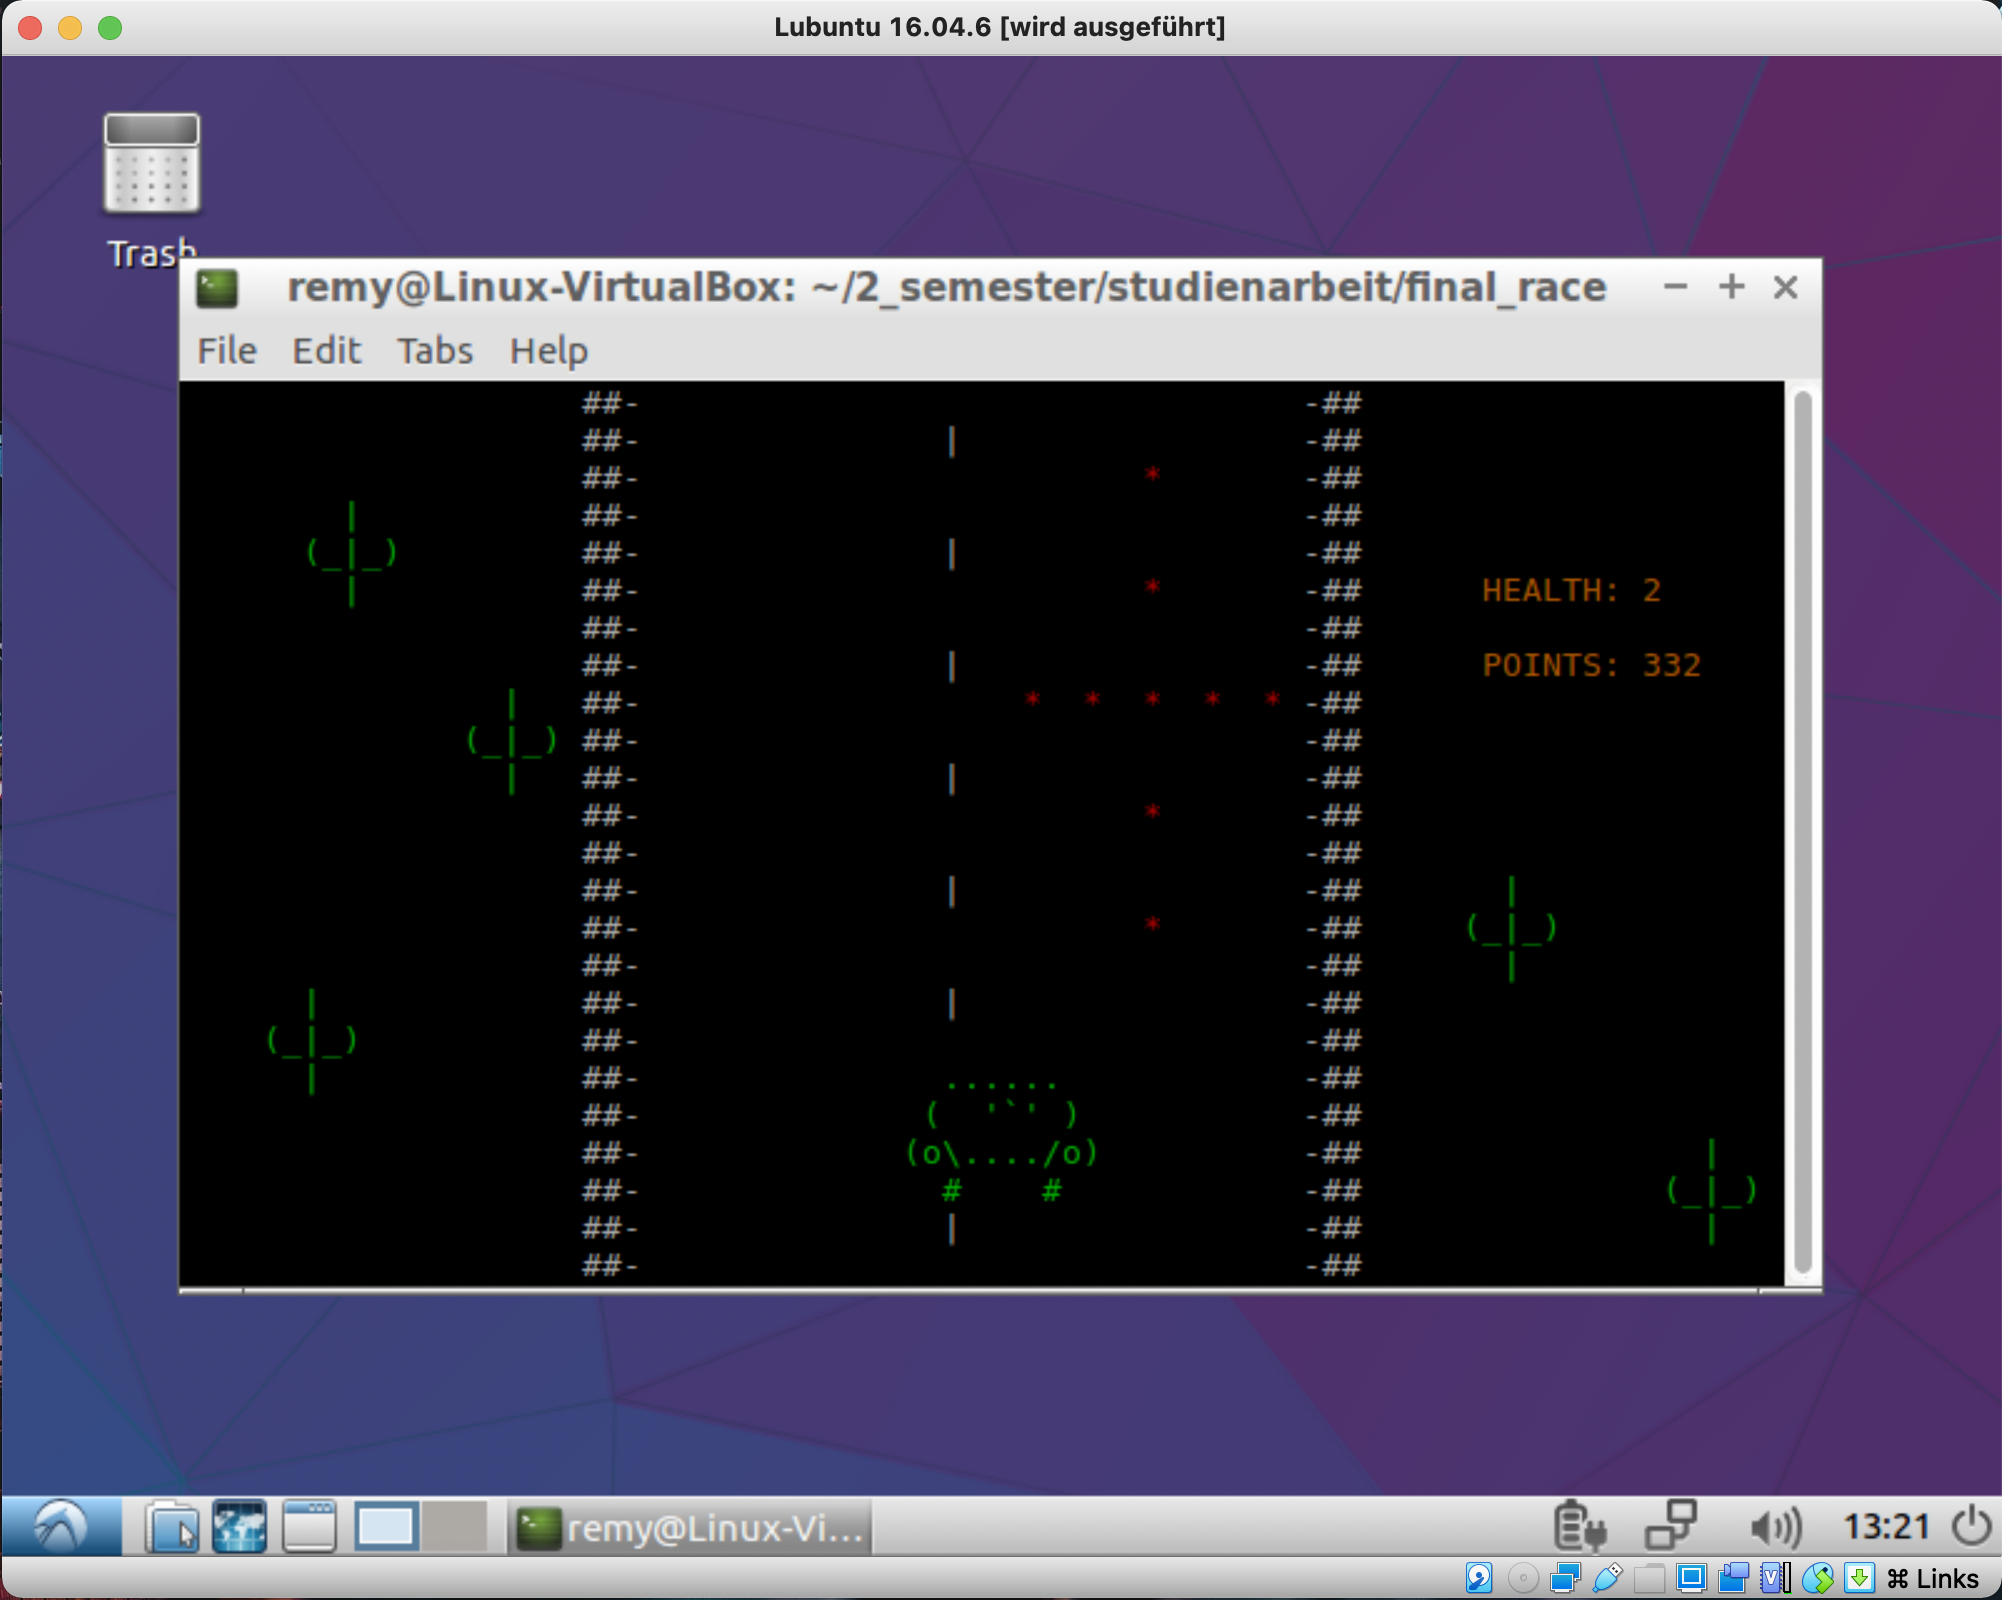 Lubuntu 16.04.6 [wird ausgeführt]
Trash
remy@Linux-VirtualBox: ~/2_semester/studienarbeit/final_race
File Edit Tabs Help
##- -##
##- | -##
##- * -##
| ##- -##
(_|_) ##- | -##
| ##- * -## HEALTH: 2
##- -##
##- | -## POINTS: 332
| ##- * * * * * -##
(_|_) ##- -##
| ##- | -##
##- * -##
##- -##
##- | -## |
##- * -## (_|_)
##- -## |
| ##- | -##
(_|_) ##- -##
| ##- ...... -##
##- ( '`' ) -##
##- (o\..../o) -## |
##- # # -## (_|_)
##- | -## |
##- -##
remy@Linux-Vi...
13:21
⌘ Links